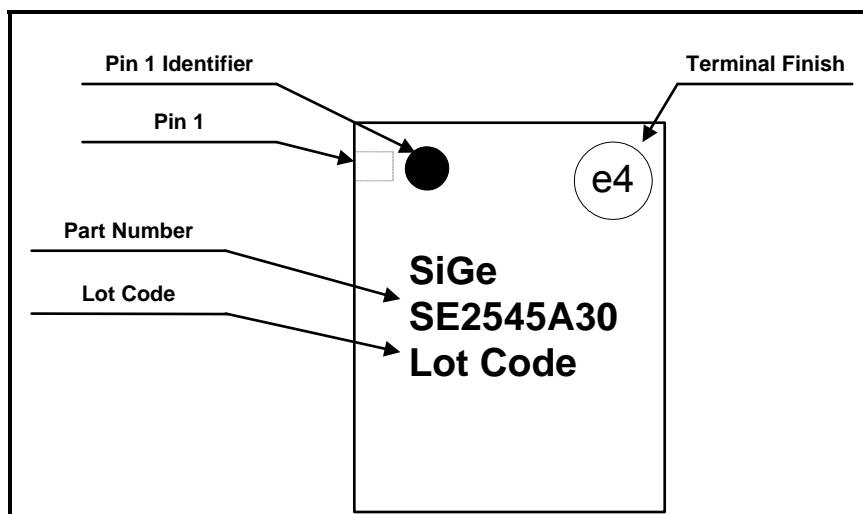 Pin 1 Identifier
Terminal Finish
Pin 1
e4
Part Number
SiGe
Lot Code
SE2545A30
Lot Code